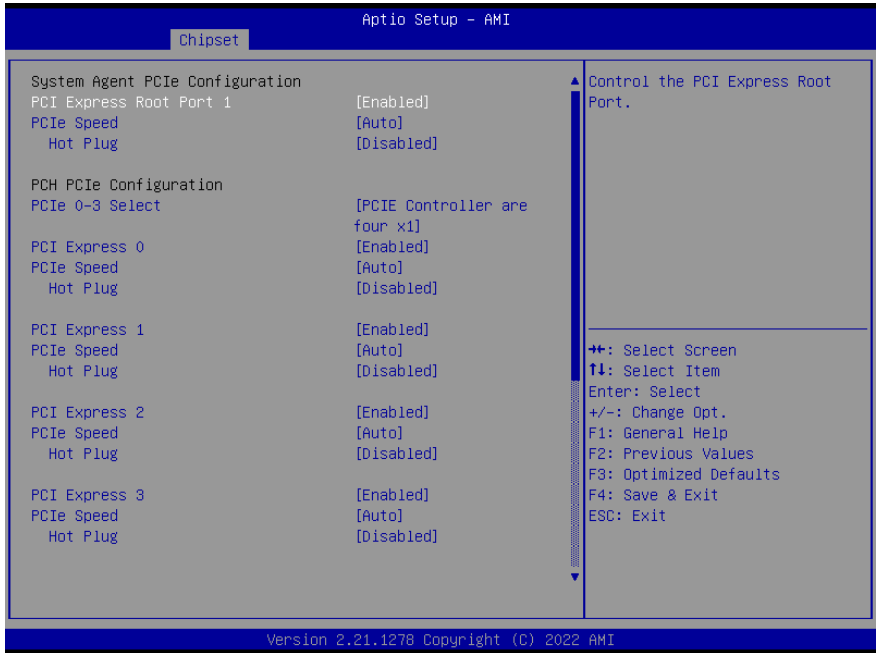 Aptio Setup – AMI
Chipset
System Agent PCIe Configuration
PCI Express Root Port 1 [Enabled]
PCIe Speed [Auto]
Hot Plug [Disabled]
PCH PCIe Configuration
PCIe 0-3 Select [PCIE Controller are
four x1]
PCI Express 0 [Enabled]
PCIe Speed [Auto]
Hot Plug [Disabled]
PCI Express 1 [Enabled]
PCIe Speed [Auto]
Hot Plug [Disabled]
PCI Express 2 [Enabled]
PCIe Speed [Auto]
Hot Plug [Disabled]
PCI Express 3 [Enabled]
PCIe Speed [Auto]
Hot Plug [Disabled]
Control the PCI Express Root
Port.
→←: Select Screen
↑↓: Select Item
Enter: Select
+/-: Change Opt.
F1: General Help
F2: Previous Values
F3: Optimized Defaults
F4: Save & Exit
ESC: Exit
Version 2.21.1278 Copyright (C) 2022 AMI